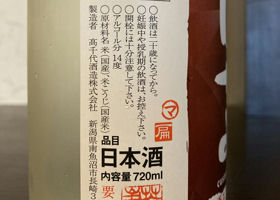 ○飲酒は二十歳になってから。
○妊娠中や授乳期の飲酒は、お控え下さい。
○開栓には十分注意して下さい。
○アルコール分 14度
○原材料名 米(国産)、米こうじ(国産米)
製造者 高千代酒造株式会社
新潟県南魚沼市長崎3
品目
日本酒
内容量720ml
要